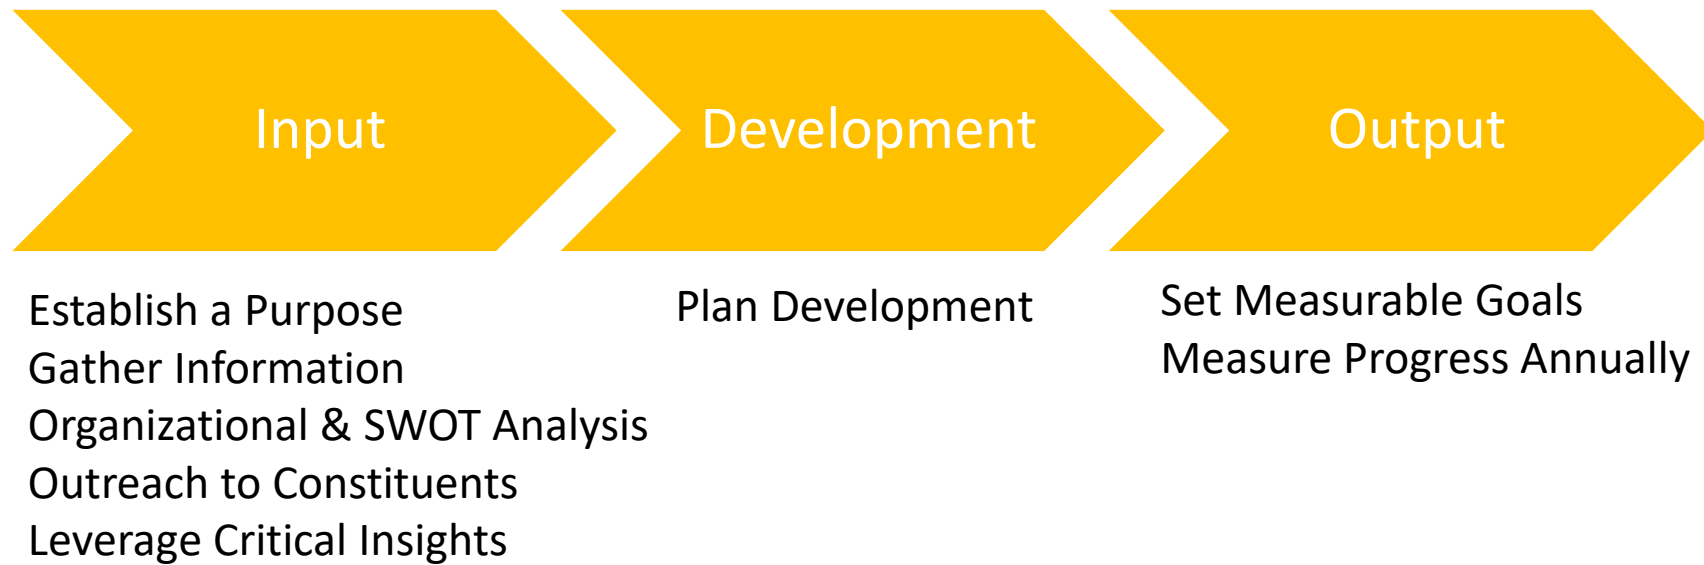 Input
Development
Output
Establish a Purpose
Gather Information
Organizational & SWOT Analysis
Outreach to Constituents
Leverage Critical Insights
Plan Development
Set Measurable Goals
Measure Progress Annually